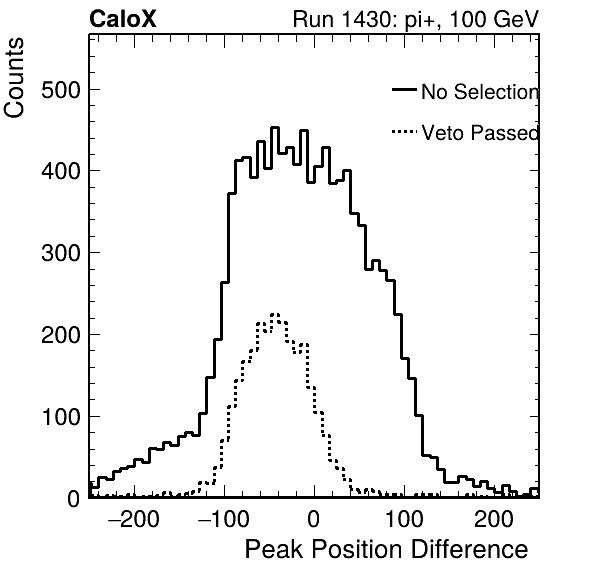 CaloX Run 1430: pi+, 100 GeV
Counts
500
400
300
200
100
0
No Selection
Veto Passed
−200 −100 0 100 200
Peak Position Difference